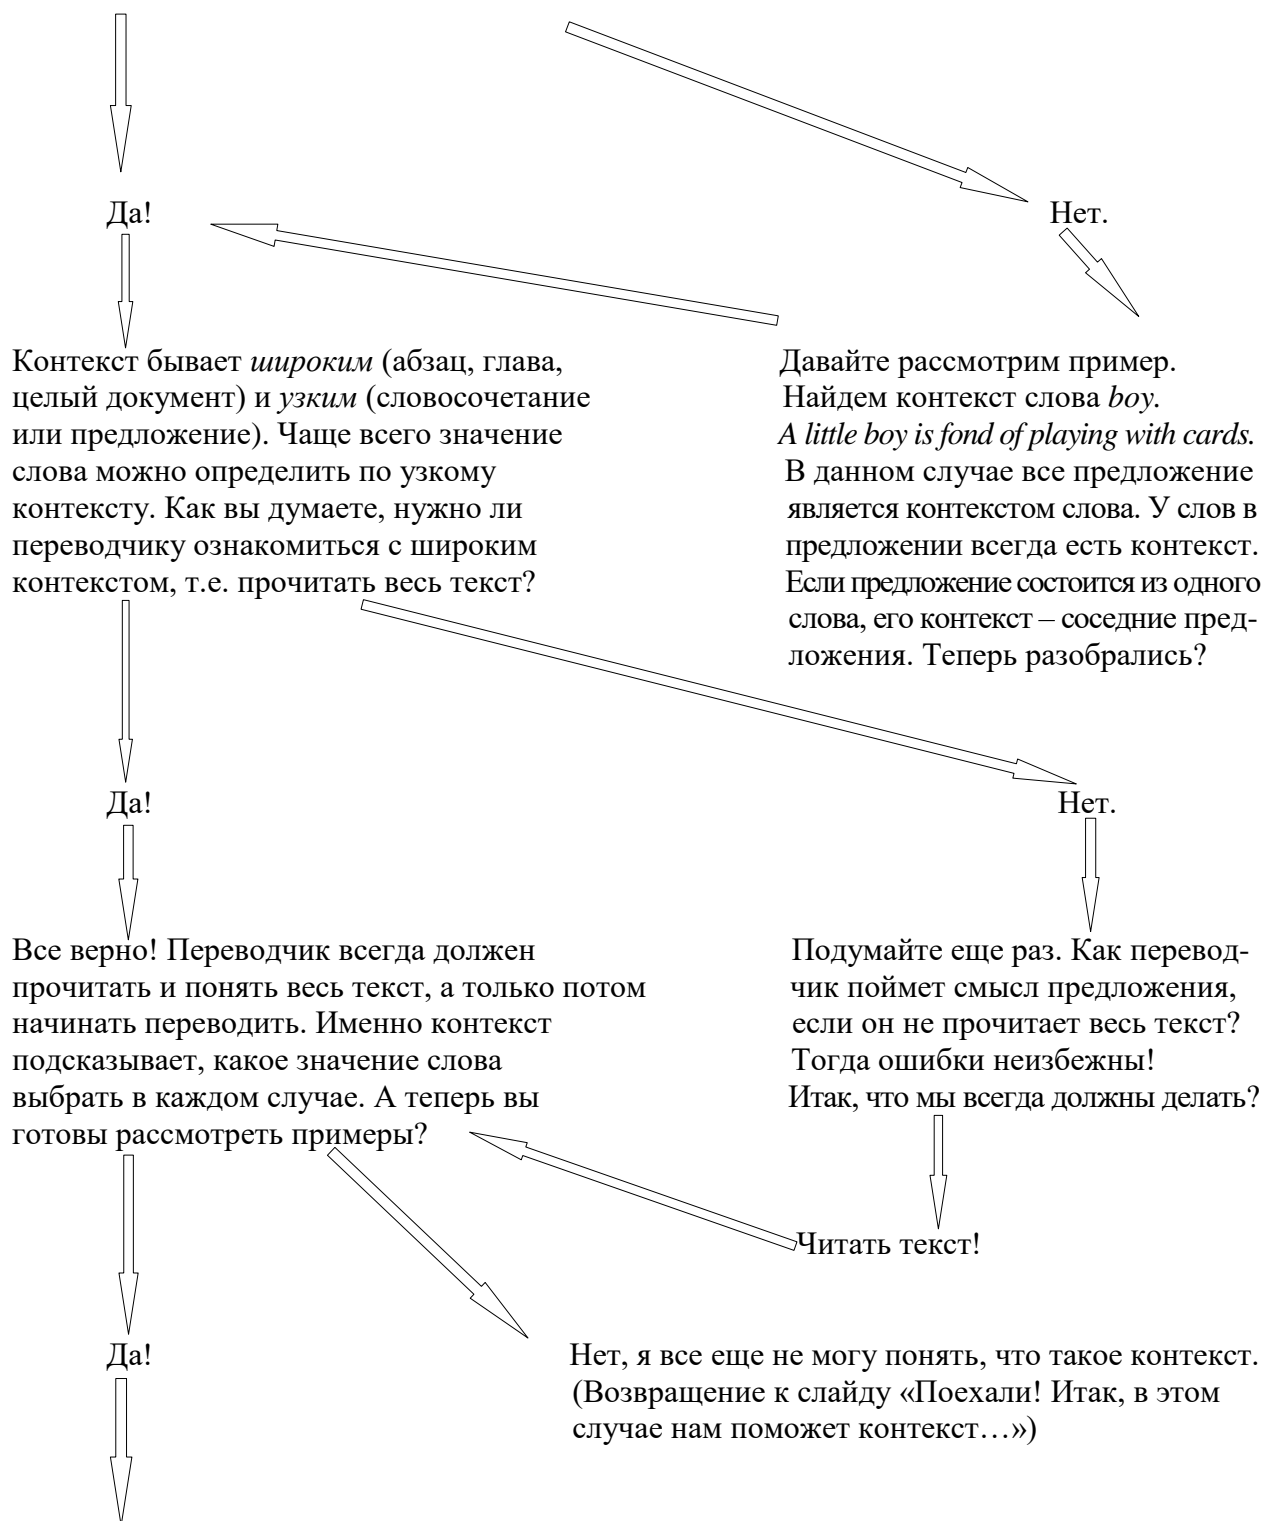 Да!
Нет.
Контекст бывает широким (абзац, глава,
целый документ) и узким (словосочетание
или предложение). Чаще всего значение
слова можно определить по узкому
контексту. Как вы думаете, нужно ли
переводчику ознакомиться с широким
контекстом, т.е. прочитать весь текст?
Давайте рассмотрим пример.
Найдем контекст слова boy.
A little boy is fond of playing with cards.
В данном случае все предложение
является контекстом слова. У слов в
предложении всегда есть контекст.
Если предложение состоится из одного
слова, его контекст – соседние пред-
ложения. Теперь разобрались?
Да!
Нет.
Все верно! Переводчик всегда должен
прочитать и понять весь текст, а только потом
начинать переводить. Именно контекст
подсказывает, какое значение слова
выбрать в каждом случае. А теперь вы
готовы рассмотреть примеры?
Подумайте еще раз. Как перевод-
чик поймет смысл предложения,
если он не прочитает весь текст?
Тогда ошибки неизбежны!
Итак, что мы всегда должны делать?
Читать текст!
Да!
Нет, я все еще не могу понять, что такое контекст.
(Возвращение к слайду «Поехали! Итак, в этом
случае нам поможет контекст…»)